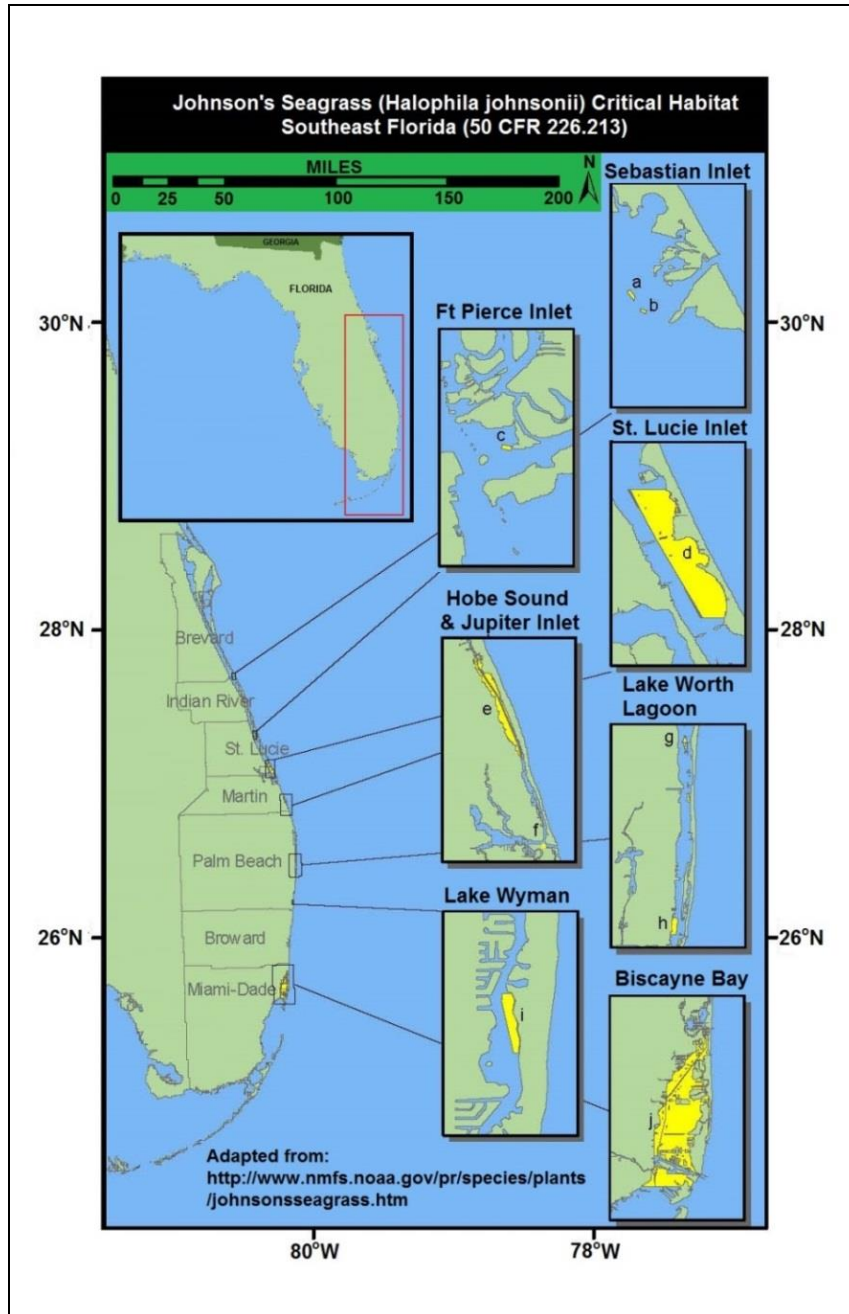 Johnson's Seagrass (Halophila johnsonii) Critical Habitat
Southeast Florida (50 CFR 226.213)
MILES
0 25 50 100 150 200
N
Sebastian Inlet
a
b
GEORGIA
FLORIDA
30°N
30°N
Ft Pierce Inlet
c
St. Lucie Inlet
d
Hobe Sound
& Jupiter Inlet
e
f
28°N
28°N
Brevard
Indian River
St. Lucie
Martin
Palm Beach
Broward
Miami-Dade
Lake Worth
Lagoon
g
h
Lake Wyman
i
26°N
26°N
Biscayne Bay
j
Adapted from:
http://www.nmfs.noaa.gov/pr/species/plants
/johnsonsseagrass.htm
80°W
78°W